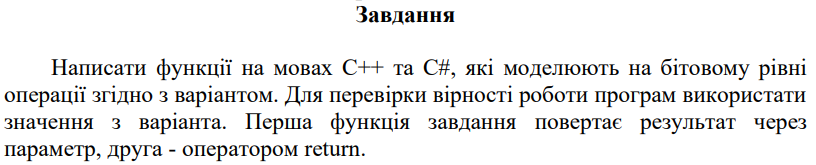 Завдання
Написати функції на мовах C++ та C#, які моделюють на бітовому рівні
операції згідно з варіантом. Для перевірки вірності роботи програм використати
значення з варіанта. Перша функція завдання повертає результат через
параметр, друга - оператором return.